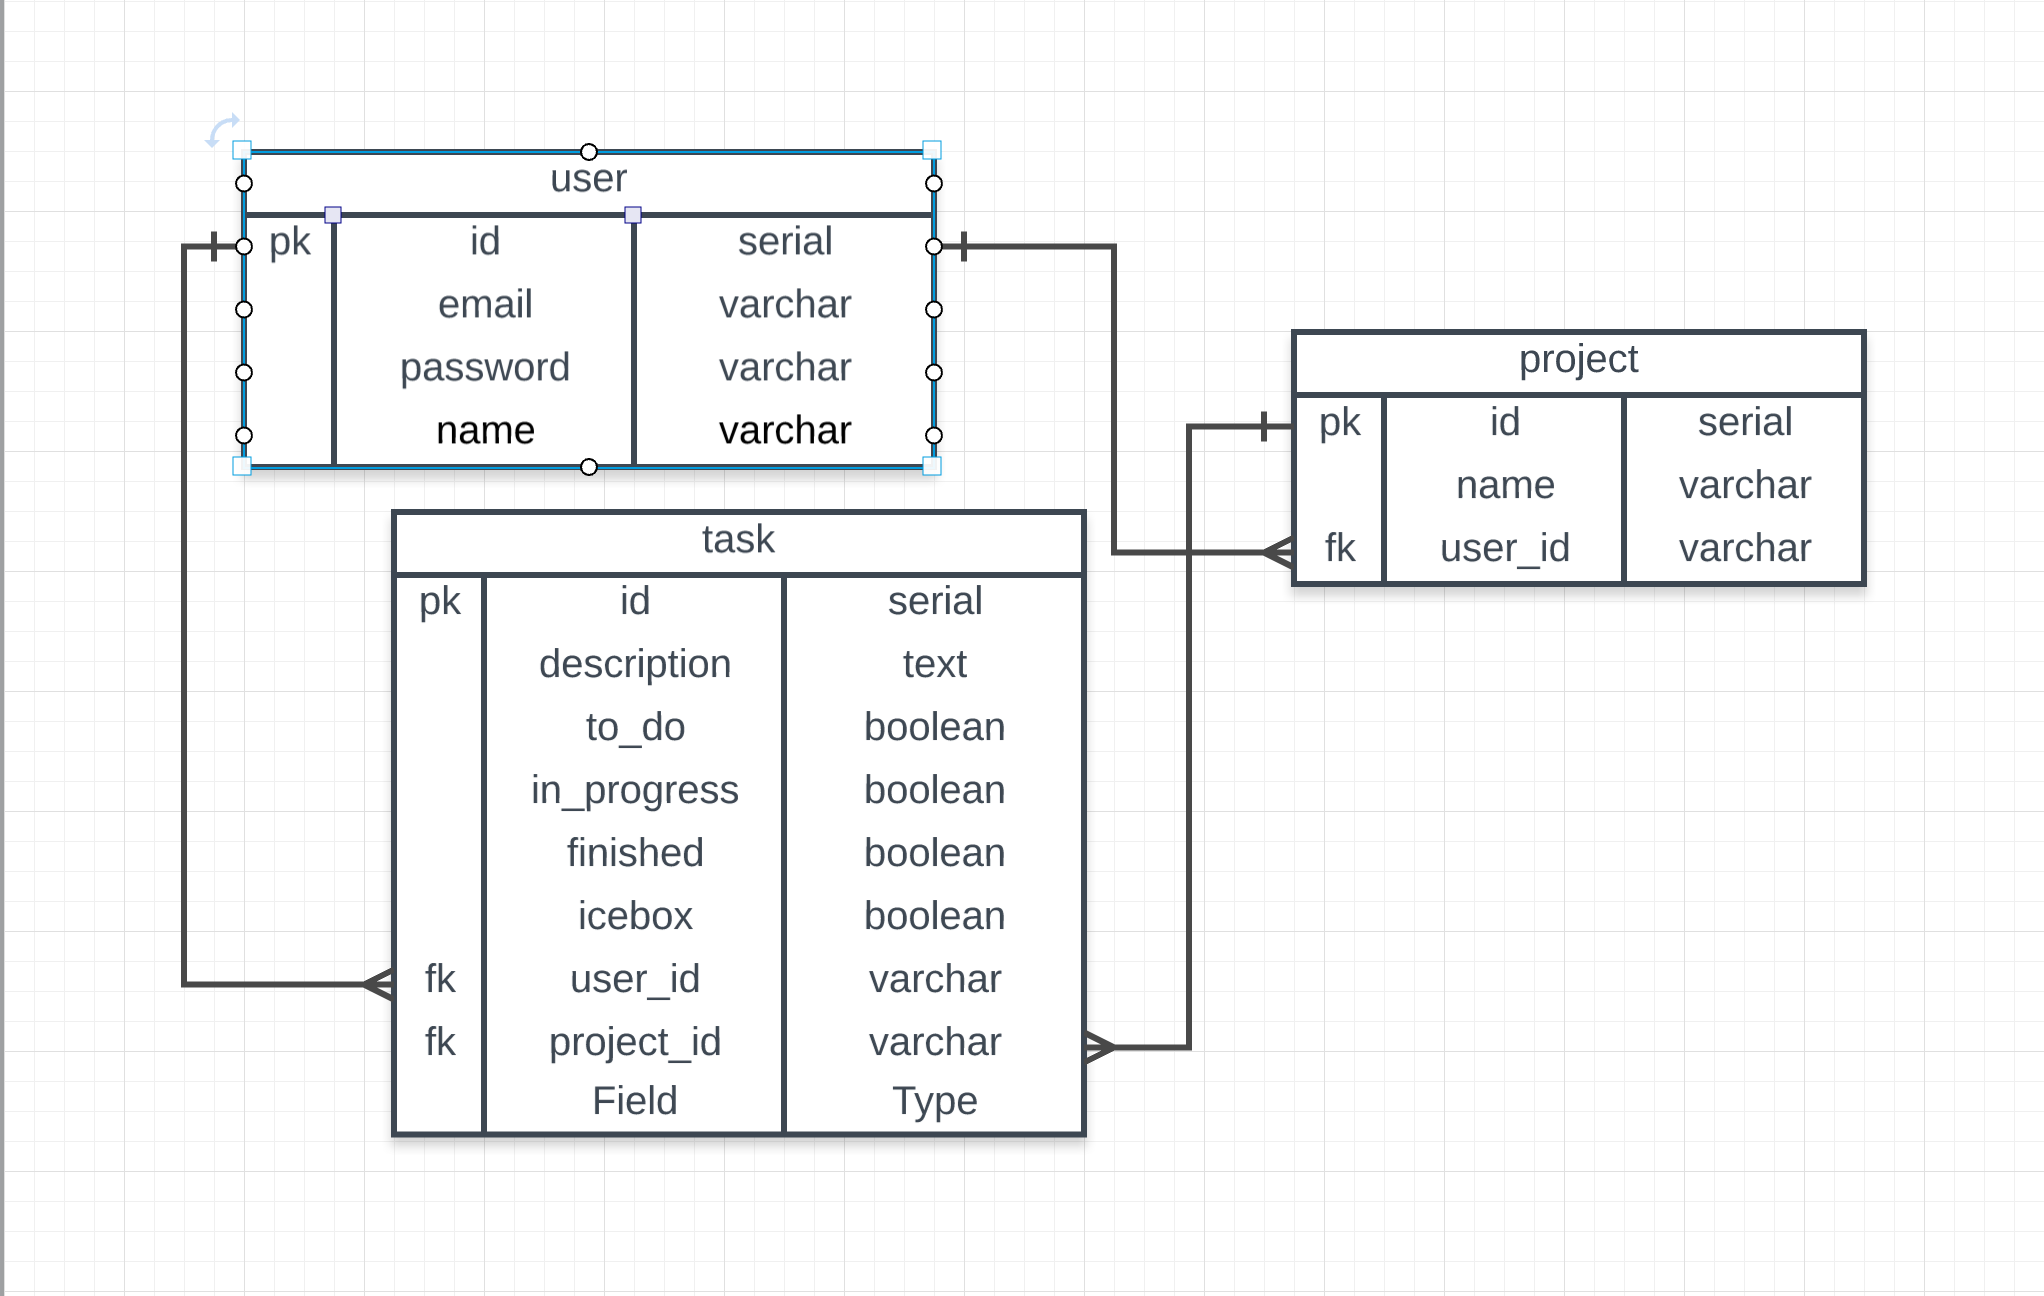 user
pk id serial
email varchar
password varchar
name varchar
project
pk id serial
name varchar
fk user_id varchar
task
pk id serial
description text
to_do boolean
in_progress boolean
finished boolean
icebox boolean
fk user_id varchar
fk project_id varchar
Field Type